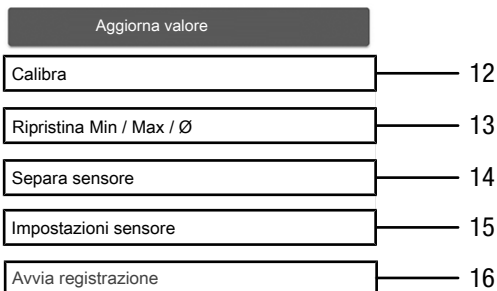 Aggiorna valore
Calibra 12
Ripristina Min / Max / Ø 13
Separa sensore 14
Impostazioni sensore 15
Avvia registrazione 16